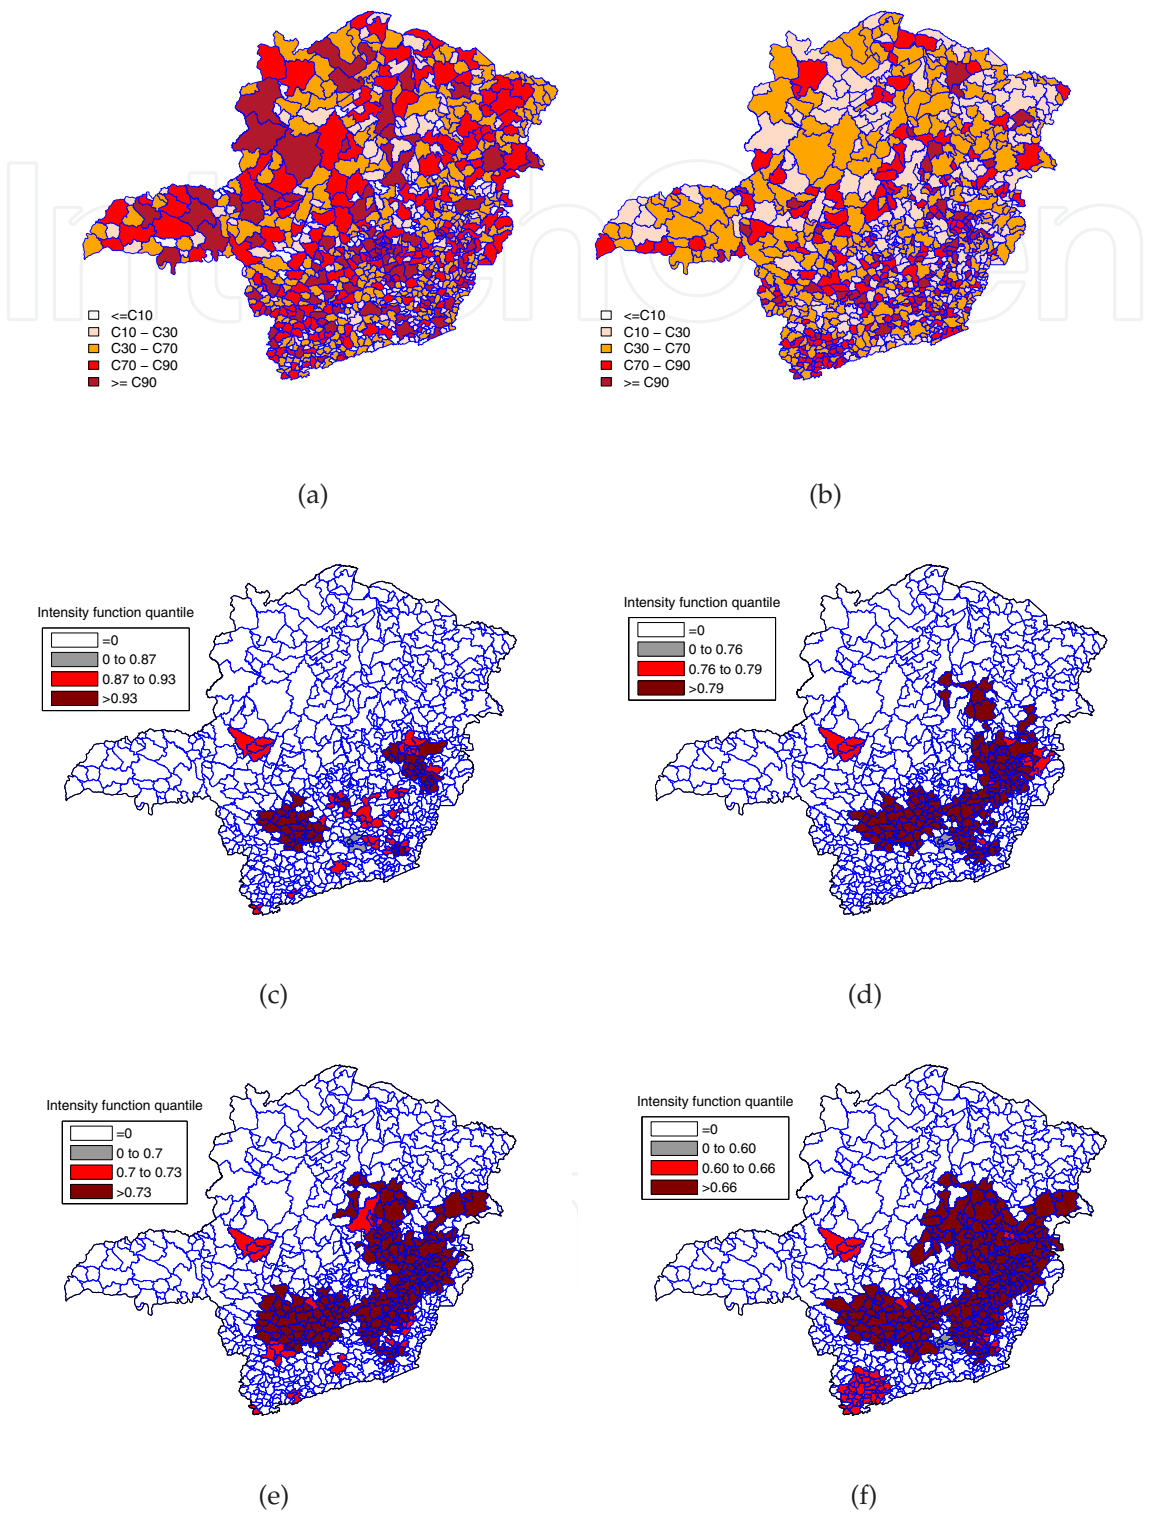 <=C10
C10 – C30
C30 – C70
C70 – C90
>= C90
(a)
<=C10
C10 – C30
C30 – C70
C70 – C90
>= C90
(b)
Intensity function quantile
=0
0 to 0.87
0.87 to 0.93
>0.93
(c)
Intensity function quantile
=0
0 to 0.76
0.76 to 0.79
>0.79
(d)
Intensity function quantile
=0
0 to 0.7
0.7 to 0.73
>0.73
(e)
Intensity function quantile
=0
0 to 0.60
0.60 to 0.66
>0.66
(f)